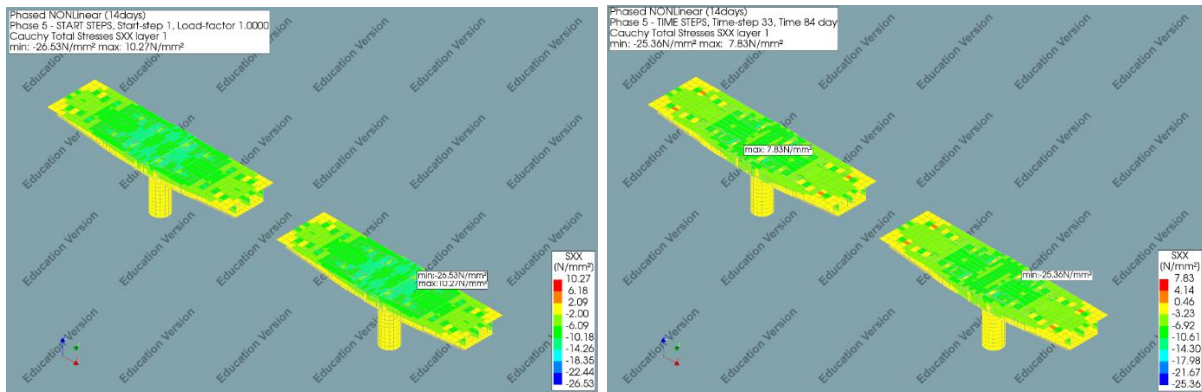 Phased NONLinear (14days)
Phase 5 - START STEPS, Start-step 1, Load-factor 1.0000
Cauchy Total Stresses SXX layer 1
min: -26.53N/mm² max: 10.27N/mm²
Education Version
min:-26.53N/mm²
max:10.27N/mm²
SXX
(N/mm²)
10.27
6.18
2.09
-2.00
-6.09
-10.18
-14.26
-18.35
-22.44
-26.53
Phased NONLinear (14days)
Phase 5 - TIME STEPS, Time-step 33, Time 84 day
Cauchy Total Stresses SXX layer 1
min: -25.36N/mm² max: 7.83N/mm²
Education Version
max: 7.83N/mm²
min:-25.36N/mm²
SXX
(N/mm²)
7.83
4.14
0.46
-3.23
-6.92
-10.61
-14.30
-17.98
-21.67
-25.36